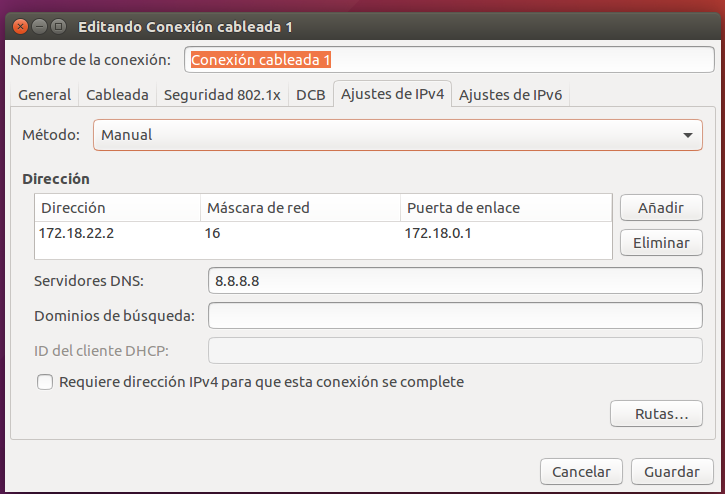 Editando Conexión cableada 1
Nombre de la conexión: Conexión cableada 1
General Cableada Seguridad 802.1x DCB Ajustes de IPv4 Ajustes de IPv6
Método: Manual
Dirección
Dirección Máscara de red Puerta de enlace Añadir
172.18.22.2 16 172.18.0.1
Eliminar
Servidores DNS: 8.8.8.8
Dominios de búsqueda:
ID del cliente DHCP:
Requiere dirección IPv4 para que esta conexión se complete
Rutas...
Cancelar Guardar